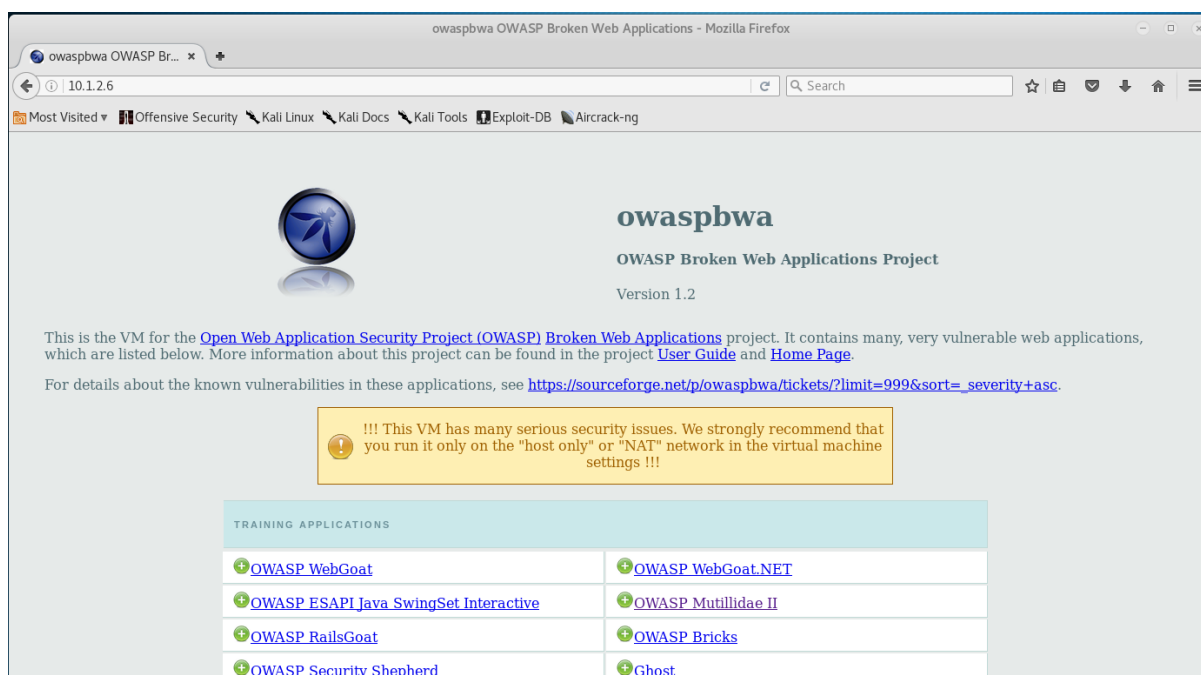 owaspbwa OWASP Broken Web Applications - Mozilla Firefox
owaspbwa OWASP Br...
10.1.2.6
Search
Most Visited
Offensive Security
Kali Linux
Kali Docs
Kali Tools
Exploit-DB
Aircrack-ng
owaspbwa
OWASP Broken Web Applications Project
Version 1.2
This is the VM for the Open Web Application Security Project (OWASP) Broken Web Applications project. It contains many, very vulnerable web applications,
which are listed below. More information about this project can be found in the project User Guide and Home Page.
For details about the known vulnerabilities in these applications, see https://sourceforge.net/p/owaspbwa/tickets/?limit=999&sort=_severity+asc.
!!! This VM has many serious security issues. We strongly recommend that
you run it only on the "host only" or "NAT" network in the virtual machine
settings !!!
TRAINING APPLICATIONS
OWASP WebGoat
OWASP WebGoat.NET
OWASP ESAPI Java SwingSet Interactive
OWASP Mutillidae II
OWASP RailsGoat
OWASP Bricks
OWASP Security Shepherd
Ghost